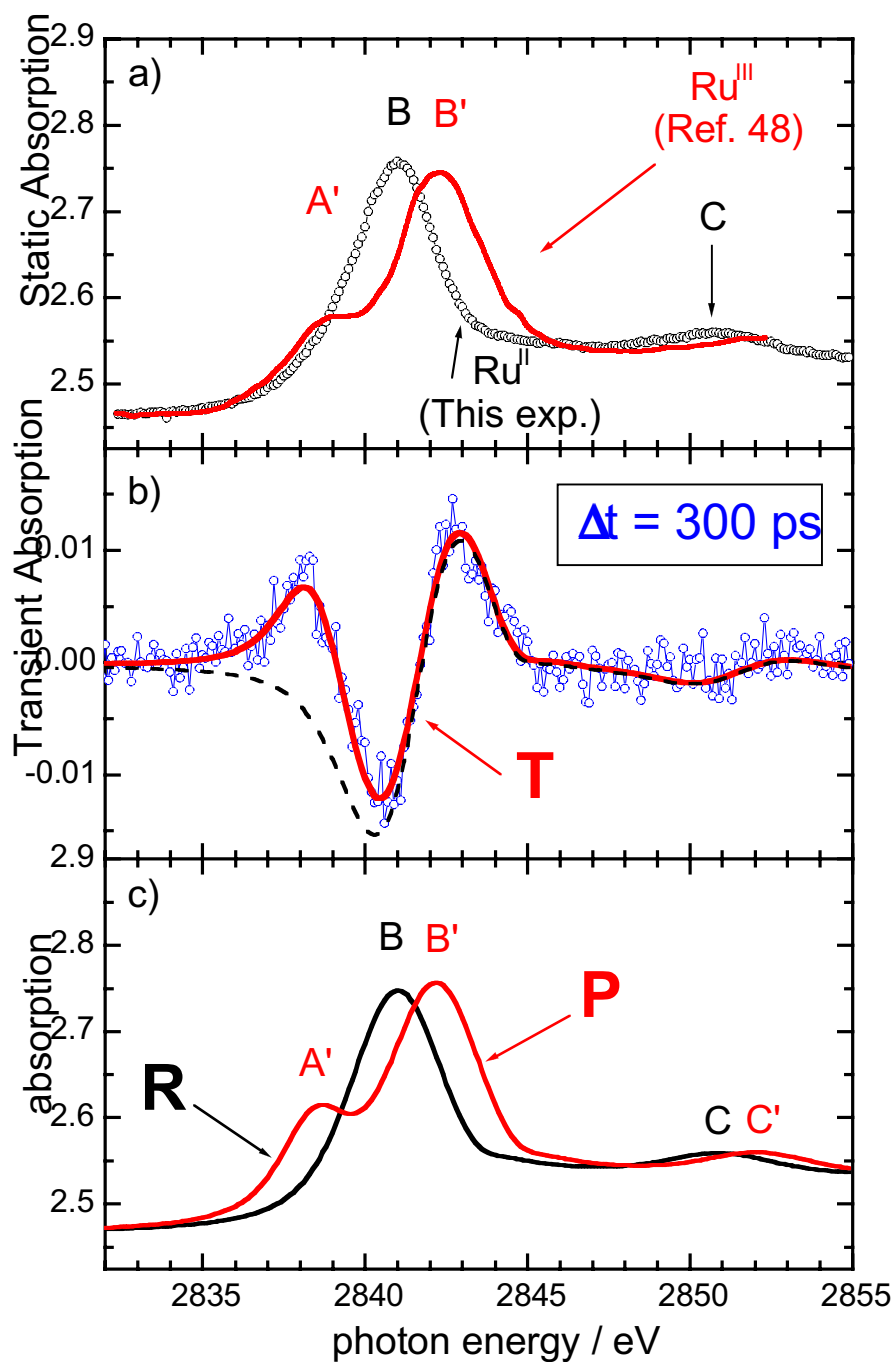 2.9
2.8
2.7
2.6
2.5
Static Absorption
a)
B
B'
A'
Ru^III
(Ref. 48)
C
Ru^II
(This exp.)
0.01
0.00
-0.01
Transient Absorption
b)
Δt = 300 ps
T
2.9
2.8
2.7
2.6
2.5
absorption
c)
B
B'
A'
R
P
C
C'
2835
2840
2845
2850
2855
photon energy / eV